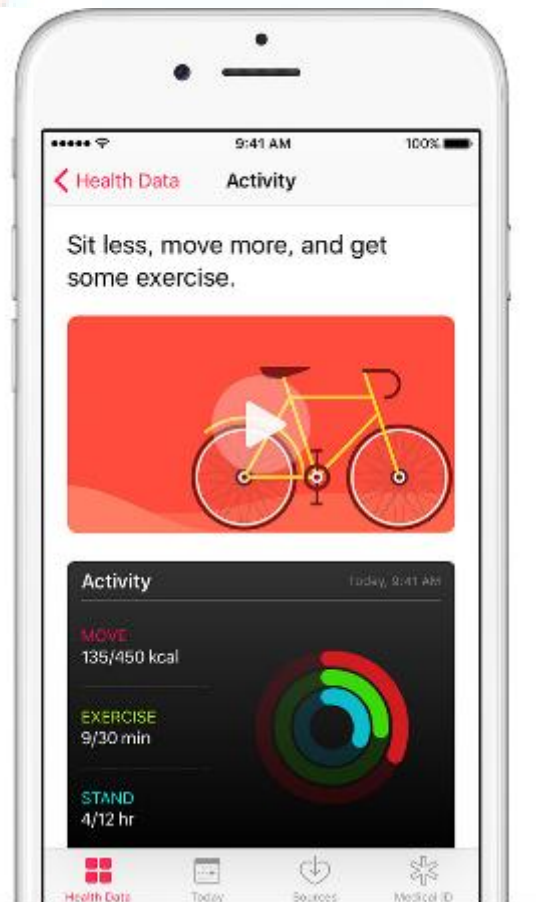 9:41 AM
100%
Health Data
Activity
Sit less, move more, and get
some exercise.
Activity
Today, 9:41 AM
MOVE
135/450 kcal
EXERCISE
9/30 min
STAND
4/12 hr
Health Data
Today
Sources
Medical ID